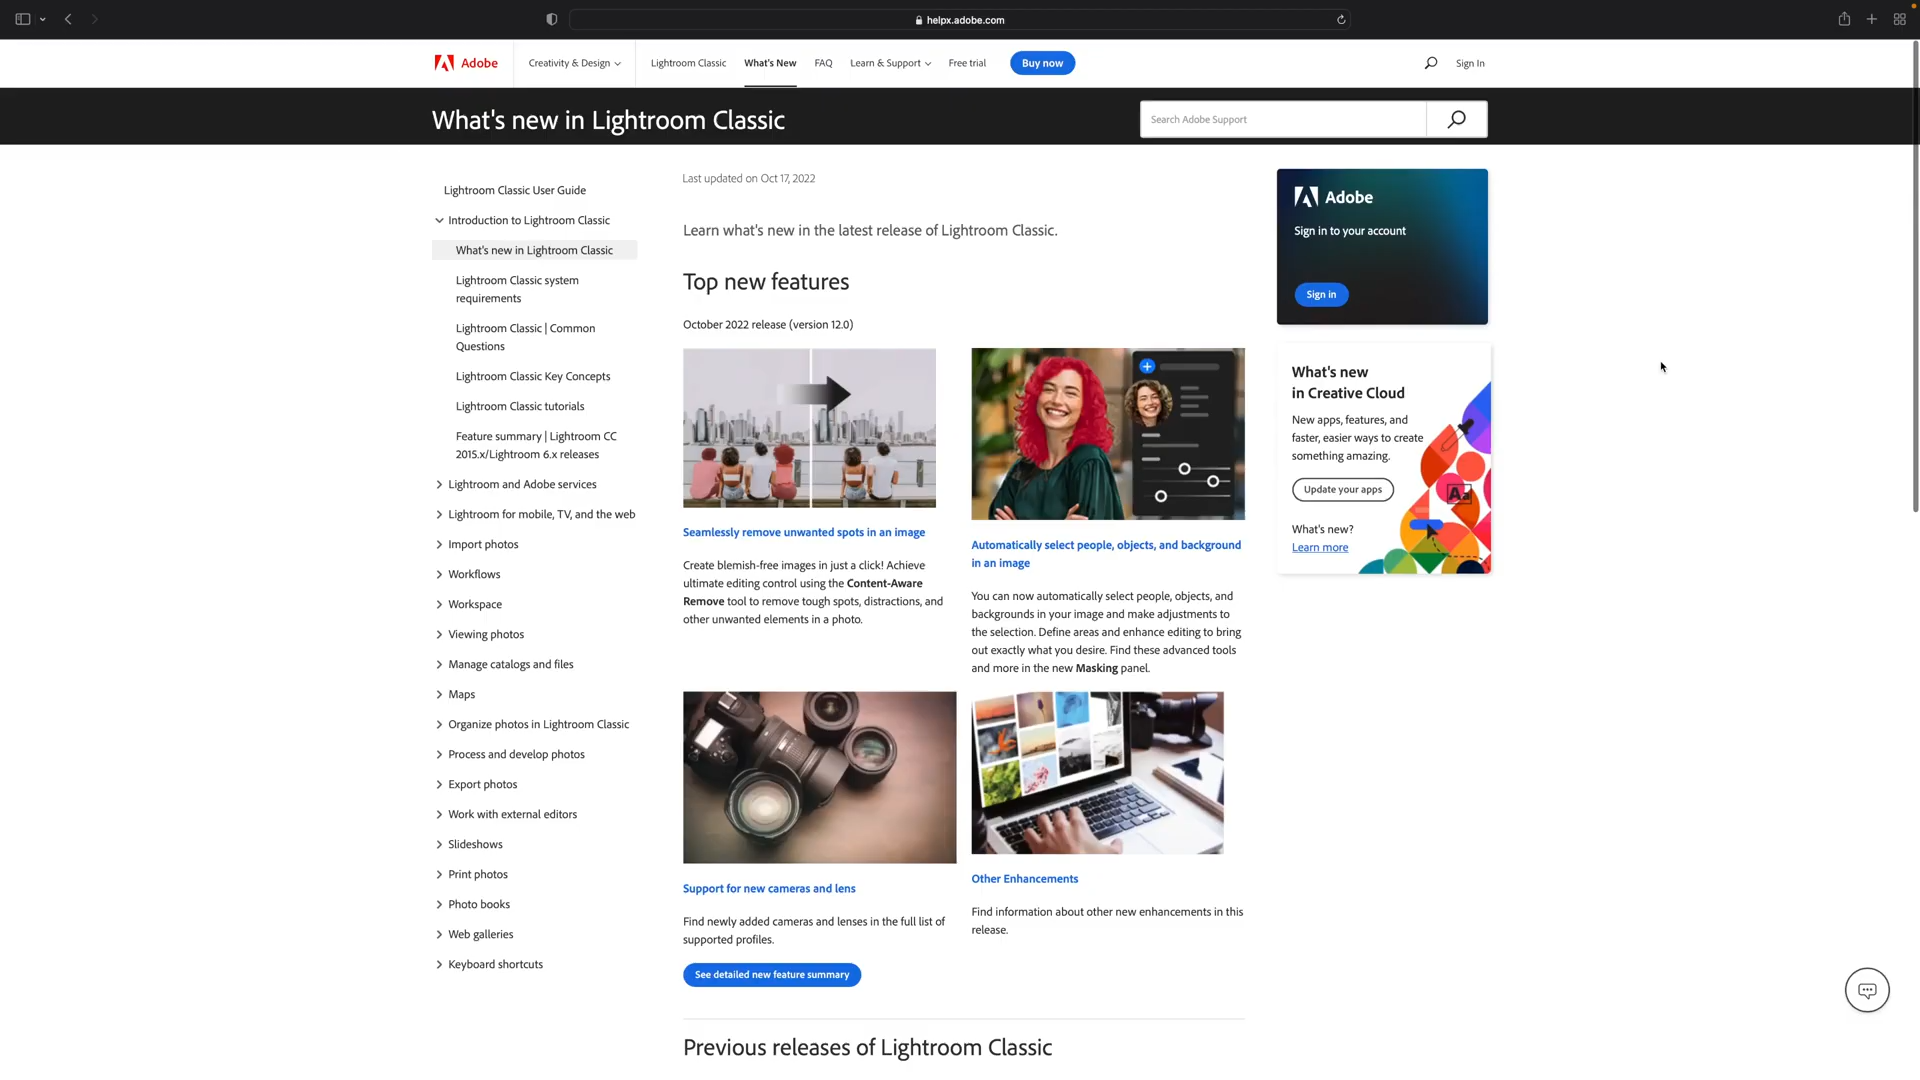 helpx.adobe.com
Adobe
Creativity & Design
Lightroom Classic
What's New
FAQ
Learn & Support
Free trial
Buy now
Sign In
What's new in Lightroom Classic
Search Adobe Support
Lightroom Classic User Guide
Introduction to Lightroom Classic
What's new in Lightroom Classic
Lightroom Classic system
requirements
Lightroom Classic | Common
Questions
Lightroom Classic Key Concepts
Lightroom Classic tutorials
Feature summary | Lightroom CC
2015.x/Lightroom 6.x releases
Lightroom and Adobe services
Lightroom for mobile, TV, and the web
Import photos
Workflows
Workspace
Viewing photos
Manage catalogs and files
Maps
Organize photos in Lightroom Classic
Process and develop photos
Export photos
Work with external editors
Slideshows
Print photos
Photo books
Web galleries
Keyboard shortcuts
Last updated on Oct 17, 2022
Learn what's new in the latest release of Lightroom Classic.
Top new features
October 2022 release (version 12.0)
Seamlessly remove unwanted spots in an image
Create blemish-free images in just a click! Achieve
ultimate editing control using the Content-Aware
Remove tool to remove tough spots, distractions, and
other unwanted elements in a photo.
Automatically select people, objects, and background
in an image
You can now automatically select people, objects, and
backgrounds in your image and make adjustments to
the selection. Define areas and enhance editing to bring
out exactly what you desire. Find these advanced tools
and more in the new Masking panel.
Support for new cameras and lens
Find newly added cameras and lenses in the full list of
supported profiles.
Other Enhancements
Find information about other new enhancements in this
release.
See detailed new feature summary
Previous releases of Lightroom Classic
Adobe
Sign in to your account
Sign in
What's new
in Creative Cloud
New apps, features, and
faster, easier ways to create
something amazing.
Update your apps
What's new?
Learn more
Aa